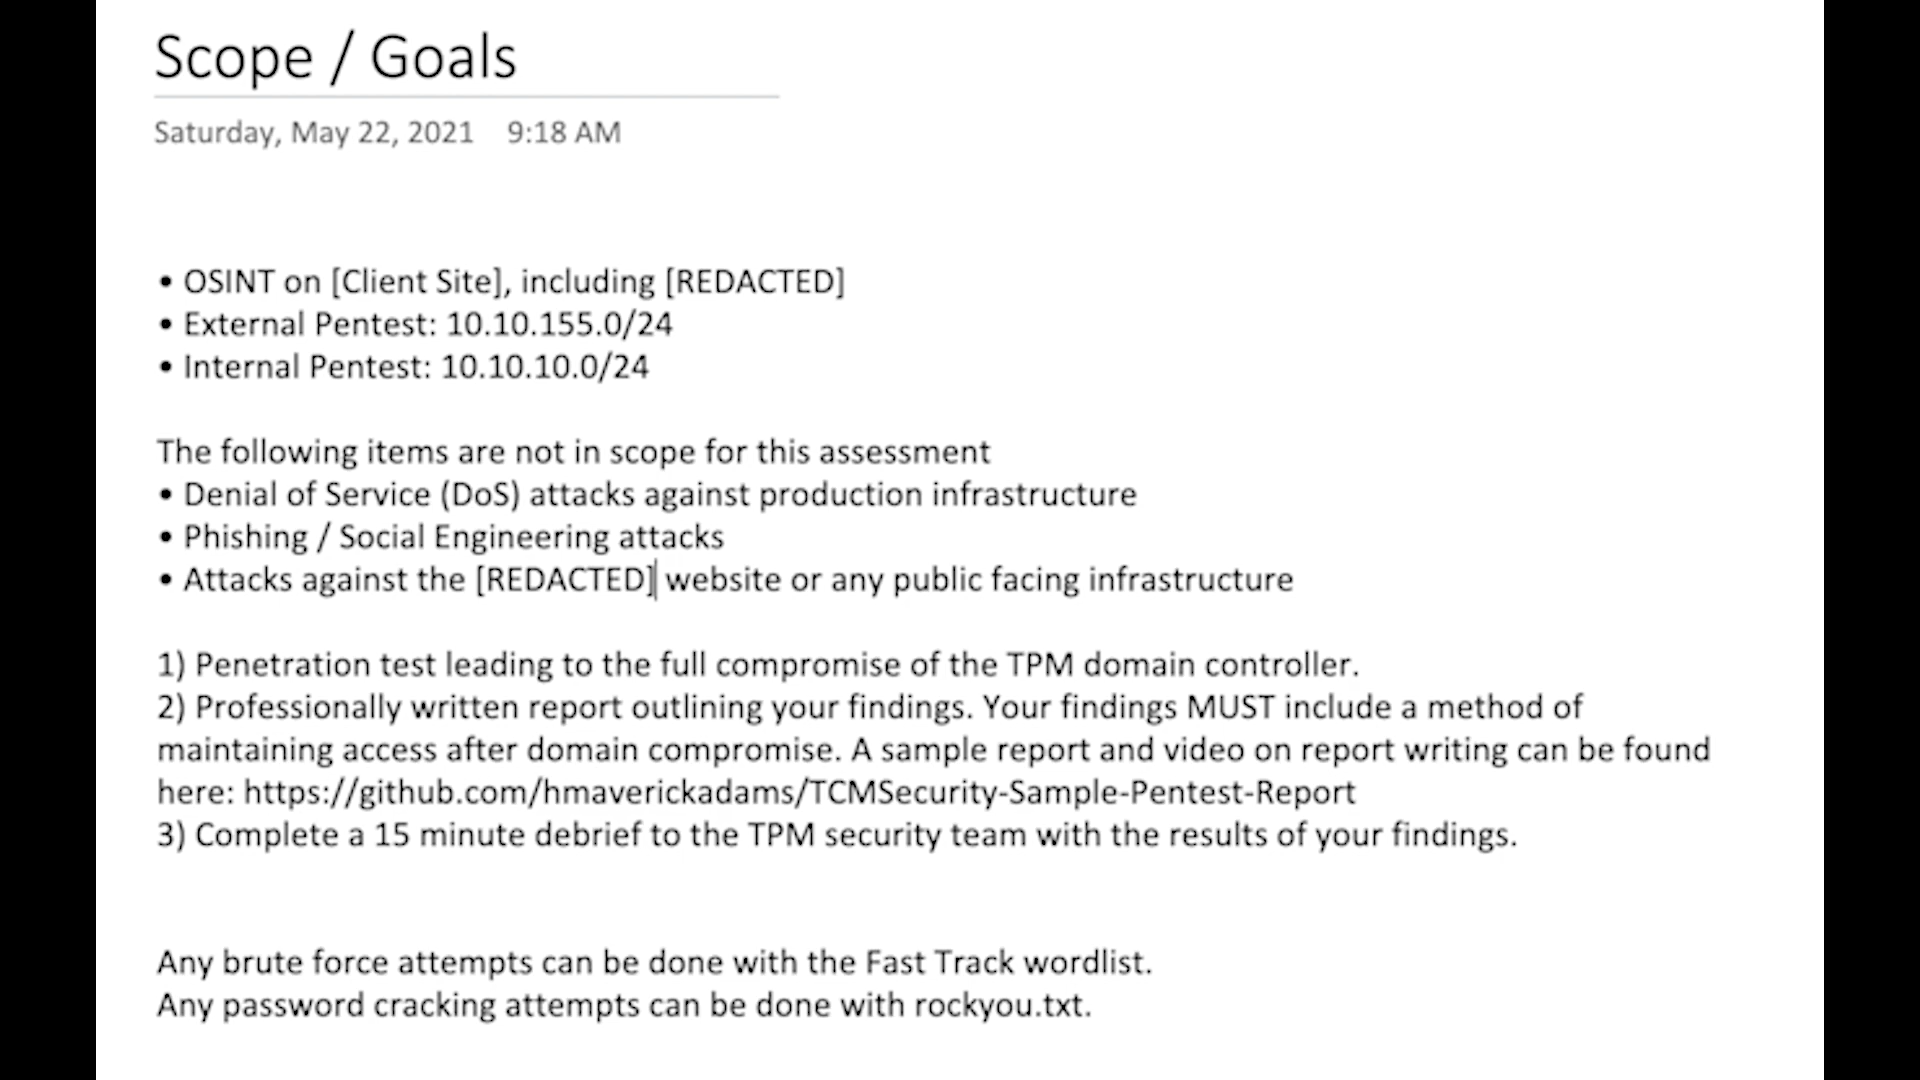 Scope / Goals
Saturday, May 22, 2021 9:18 AM
• OSINT on [Client Site], including [REDACTED]
• External Pentest: 10.10.155.0/24
• Internal Pentest: 10.10.10.0/24
The following items are not in scope for this assessment
• Denial of Service (DoS) attacks against production infrastructure
• Phishing / Social Engineering attacks
• Attacks against the [REDACTED] website or any public facing infrastructure
1) Penetration test leading to the full compromise of the TPM domain controller.
2) Professionally written report outlining your findings. Your findings MUST include a method of
maintaining access after domain compromise. A sample report and video on report writing can be found
here: https://github.com/hmaverickadams/TCMSecurity-Sample-Pentest-Report
3) Complete a 15 minute debrief to the TPM security team with the results of your findings.
Any brute force attempts can be done with the Fast Track wordlist.
Any password cracking attempts can be done with rockyou.txt.